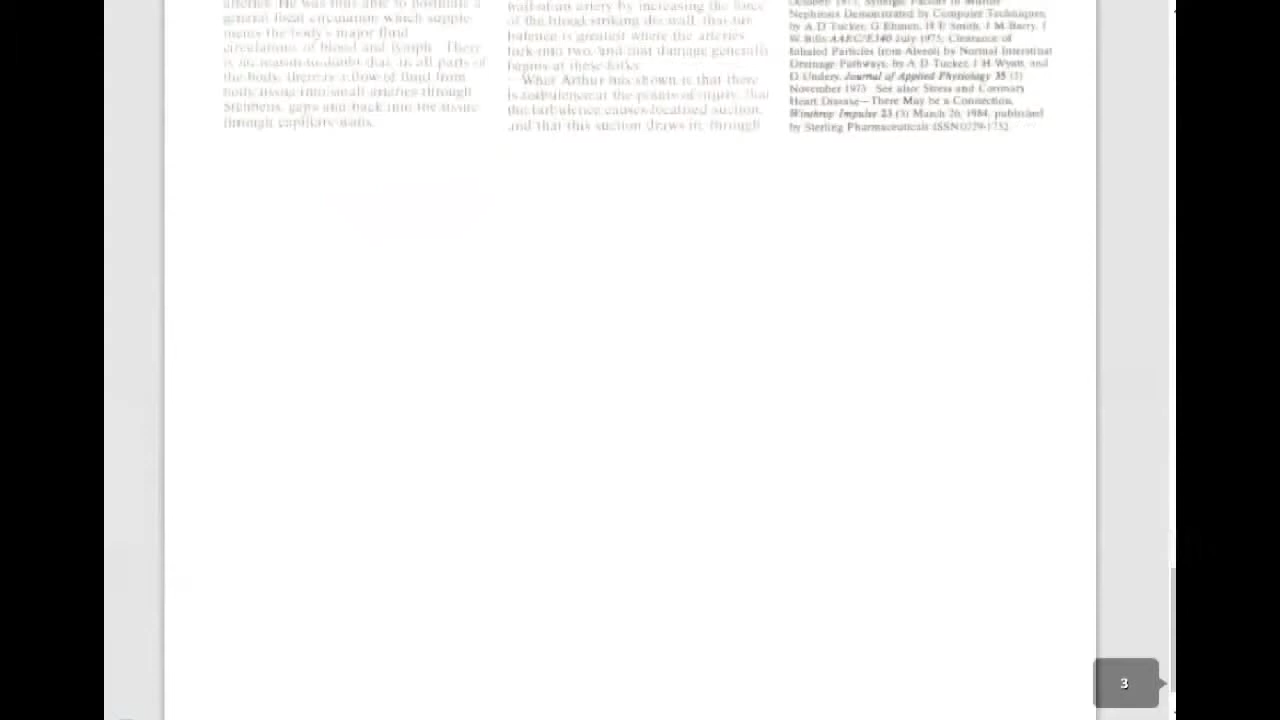 arteries. He was thus able to postulate a
general local circulation which supple-
ments the body's major fluid
circulations of blood and lymph. There
is no reason to doubt that, in all parts of
the body, there is a flow of fluid from
body tissue into small arteries through
Stehbens' gaps and back into the tissue
through capillary walls.
wall of an artery by increasing the force
of the blood striking the wall, that tur-
bulence is greatest where the arteries
fork into two, and that damage generally
begins at these forks.
What Arthur has shown is that there
is turbulence at the points of injury, that
the turbulence causes localised suction,
and that this suction draws in, through
October 1971; Synergic Factors in Murine
Nephrosis Demonstrated by Computer Techniques,
by A D Tucker, G Ehmen, H E Smith, J M Barry, J
W Bills AAEC/E340 July 1975; Clearance of
Inhaled Particles from Alveoli by Normal Interstitial
Drainage Pathways, by A D Tucker, J H Wyatt, and
D Undery, Journal of Applied Physiology 35 (5)
November 1973. See also: Stress and Coronary
Heart Disease—There May be a Connection,
Winthrop Impulse 23 (3) March 26, 1984, published
by Sterling Pharmaceuticals ISSN
3